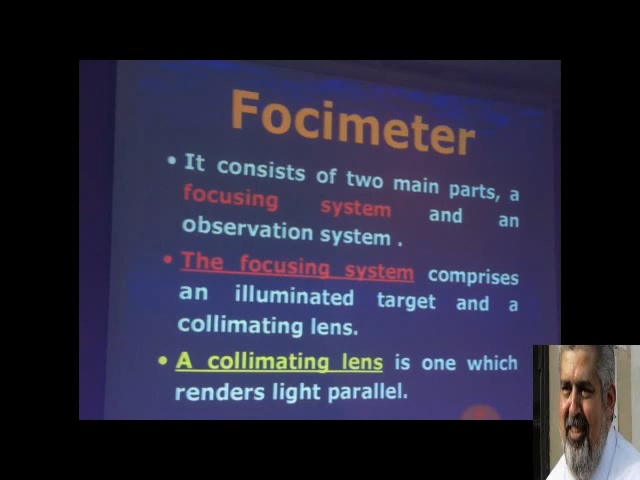 Focimeter
• It consists of two main parts, a
focusing system and an
observation system .
• The focusing system comprises
an illuminated target and a
collimating lens.
• A collimating lens is one which
renders light parallel.